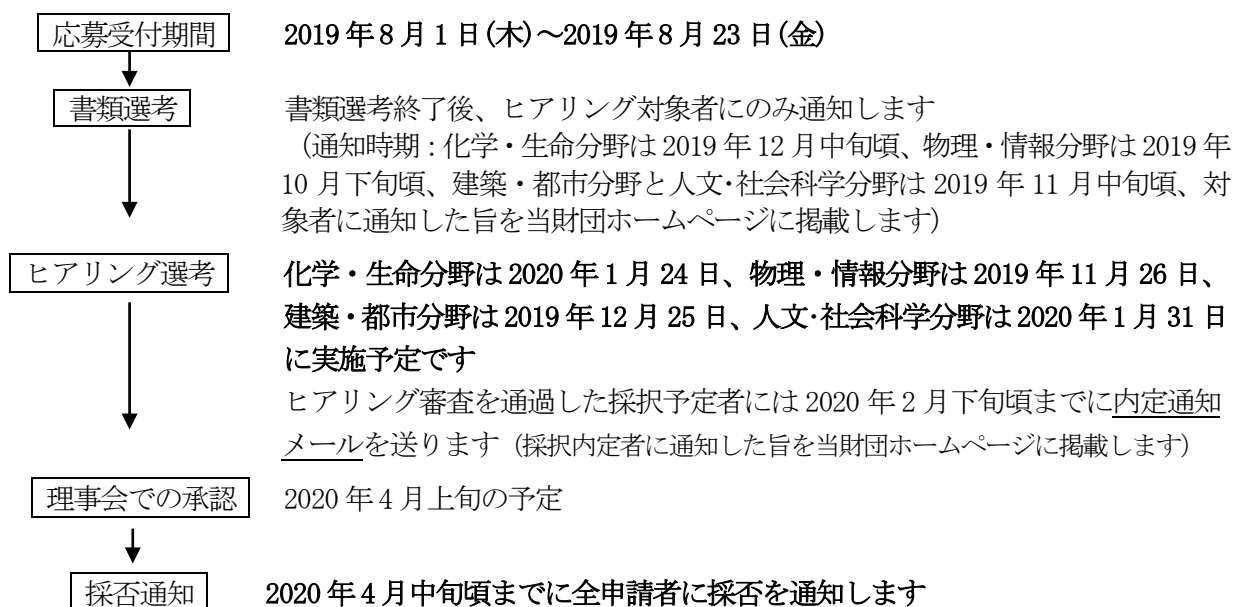 応募受付期間 2019年8月1日(木)～2019年8月23日(金)
書類選考 書類選考終了後、ヒアリング対象者にのみ通知します
（通知時期：化学・生命分野は2019年12月中旬頃、物理・情報分野は2019年
10月下旬頃、建築・都市分野と人文・社会科学分野は2019年11月中旬頃、対
象者に通知した旨を当財団ホームページに掲載します）
ヒアリング選考 化学・生命分野は2020年1月24日、物理・情報分野は2019年11月26日、
建築・都市分野は2019年12月25日、人文・社会科学分野は2020年1月31日
に実施予定です
ヒアリング審査を通過した採択予定者には2020年2月下旬頃までに内定通知
メールを送ります（採択内定者に通知した旨を当財団ホームページに掲載します）
理事会での承認 2020年4月上旬の予定
採否通知 2020年4月中旬頃までに全申請者に採否を通知します